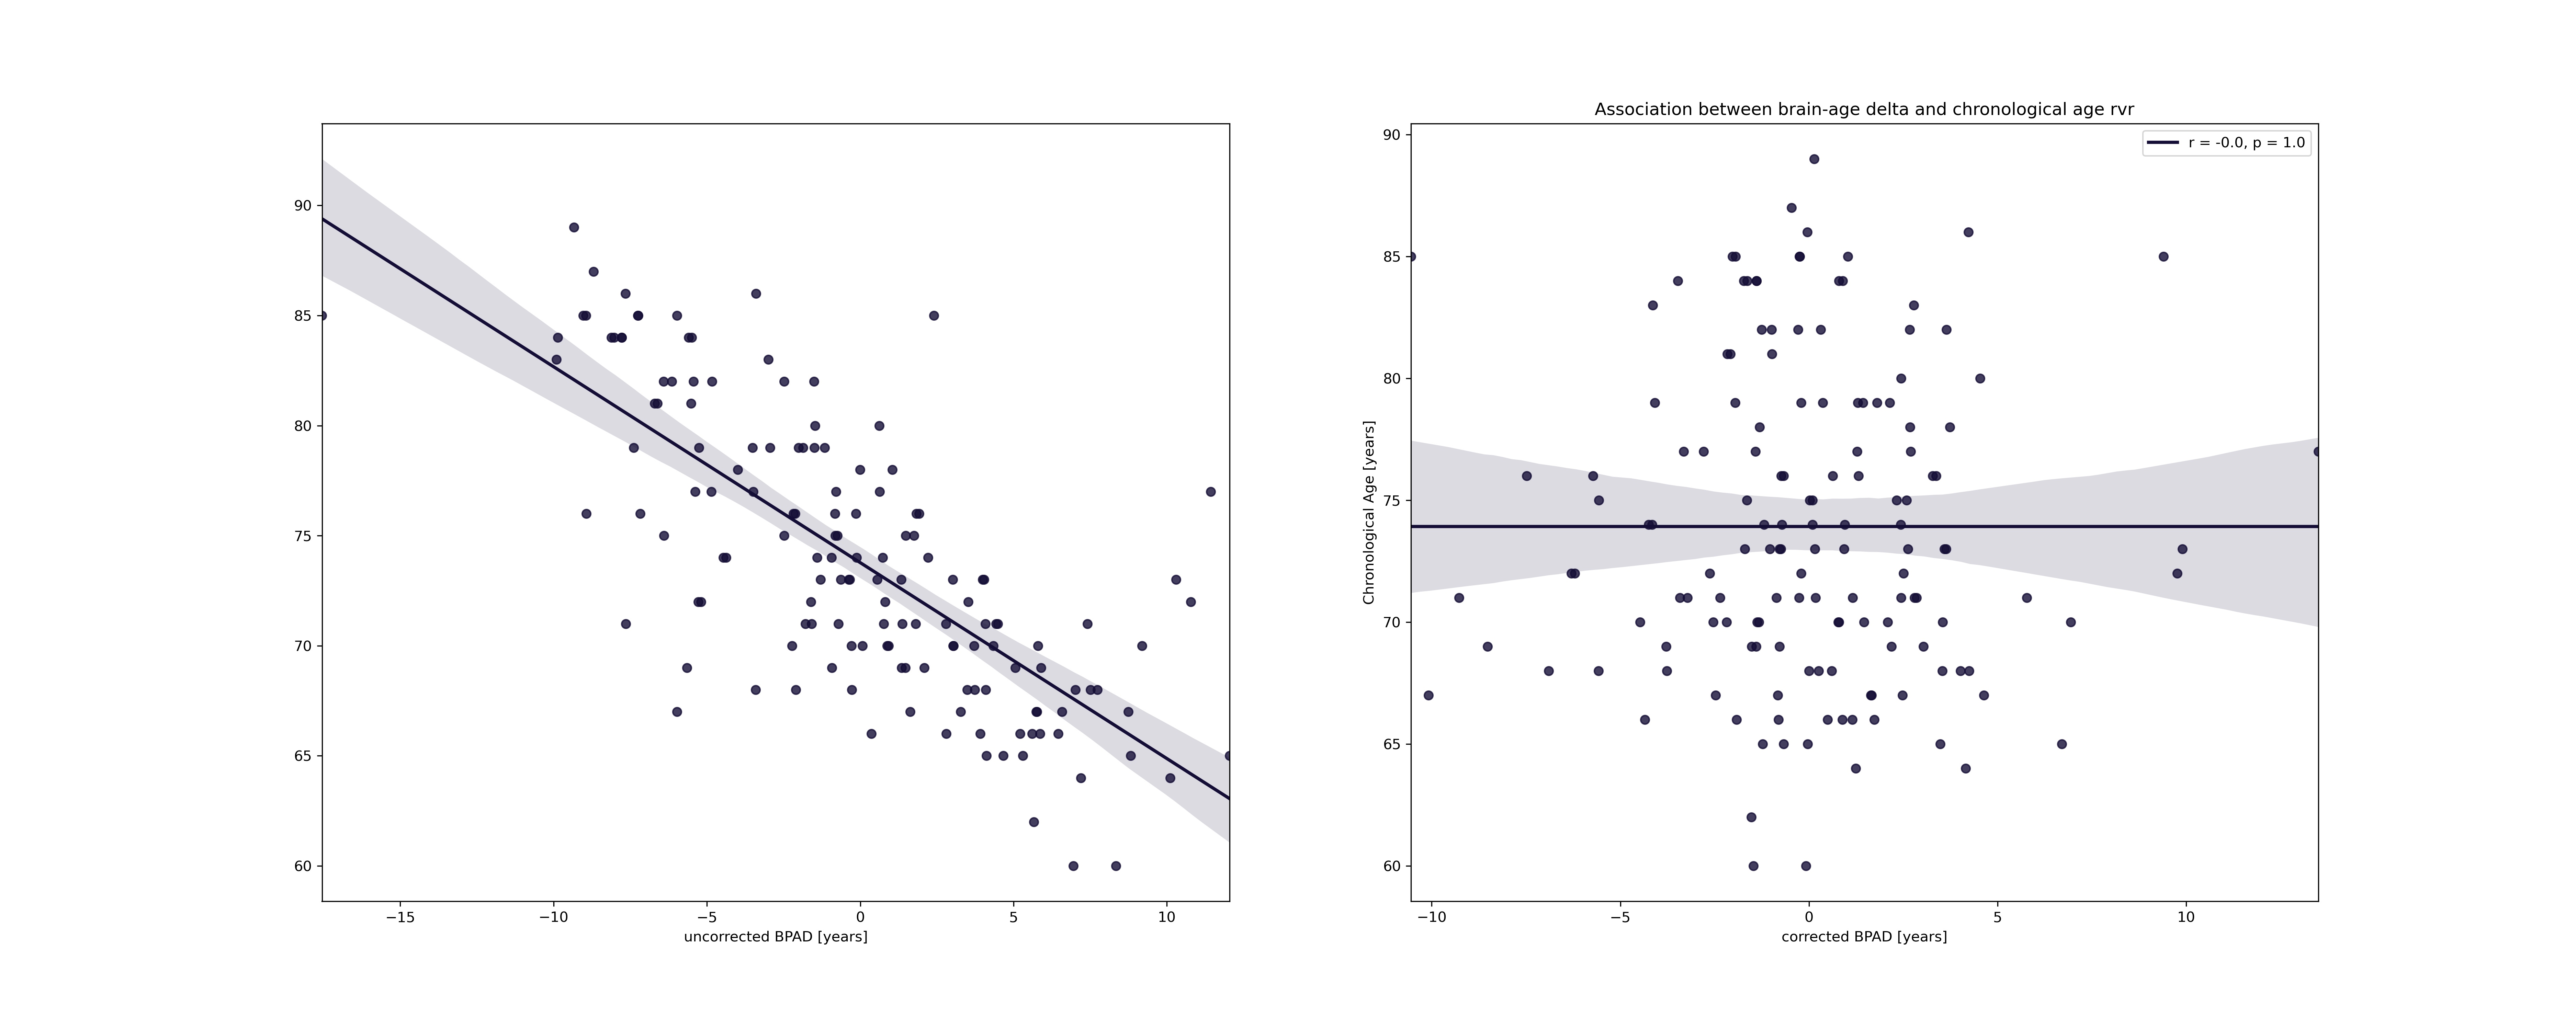 90
85
80
75
70
65
60
−15 −10 −5 0 5 10
uncorrected BPAD [years]
Association between brain-age delta and chronological age rvr
r = -0.0, p = 1.0
Chronological Age [years]
90
85
80
75
70
65
60
−10 −5 0 5 10
corrected BPAD [years]